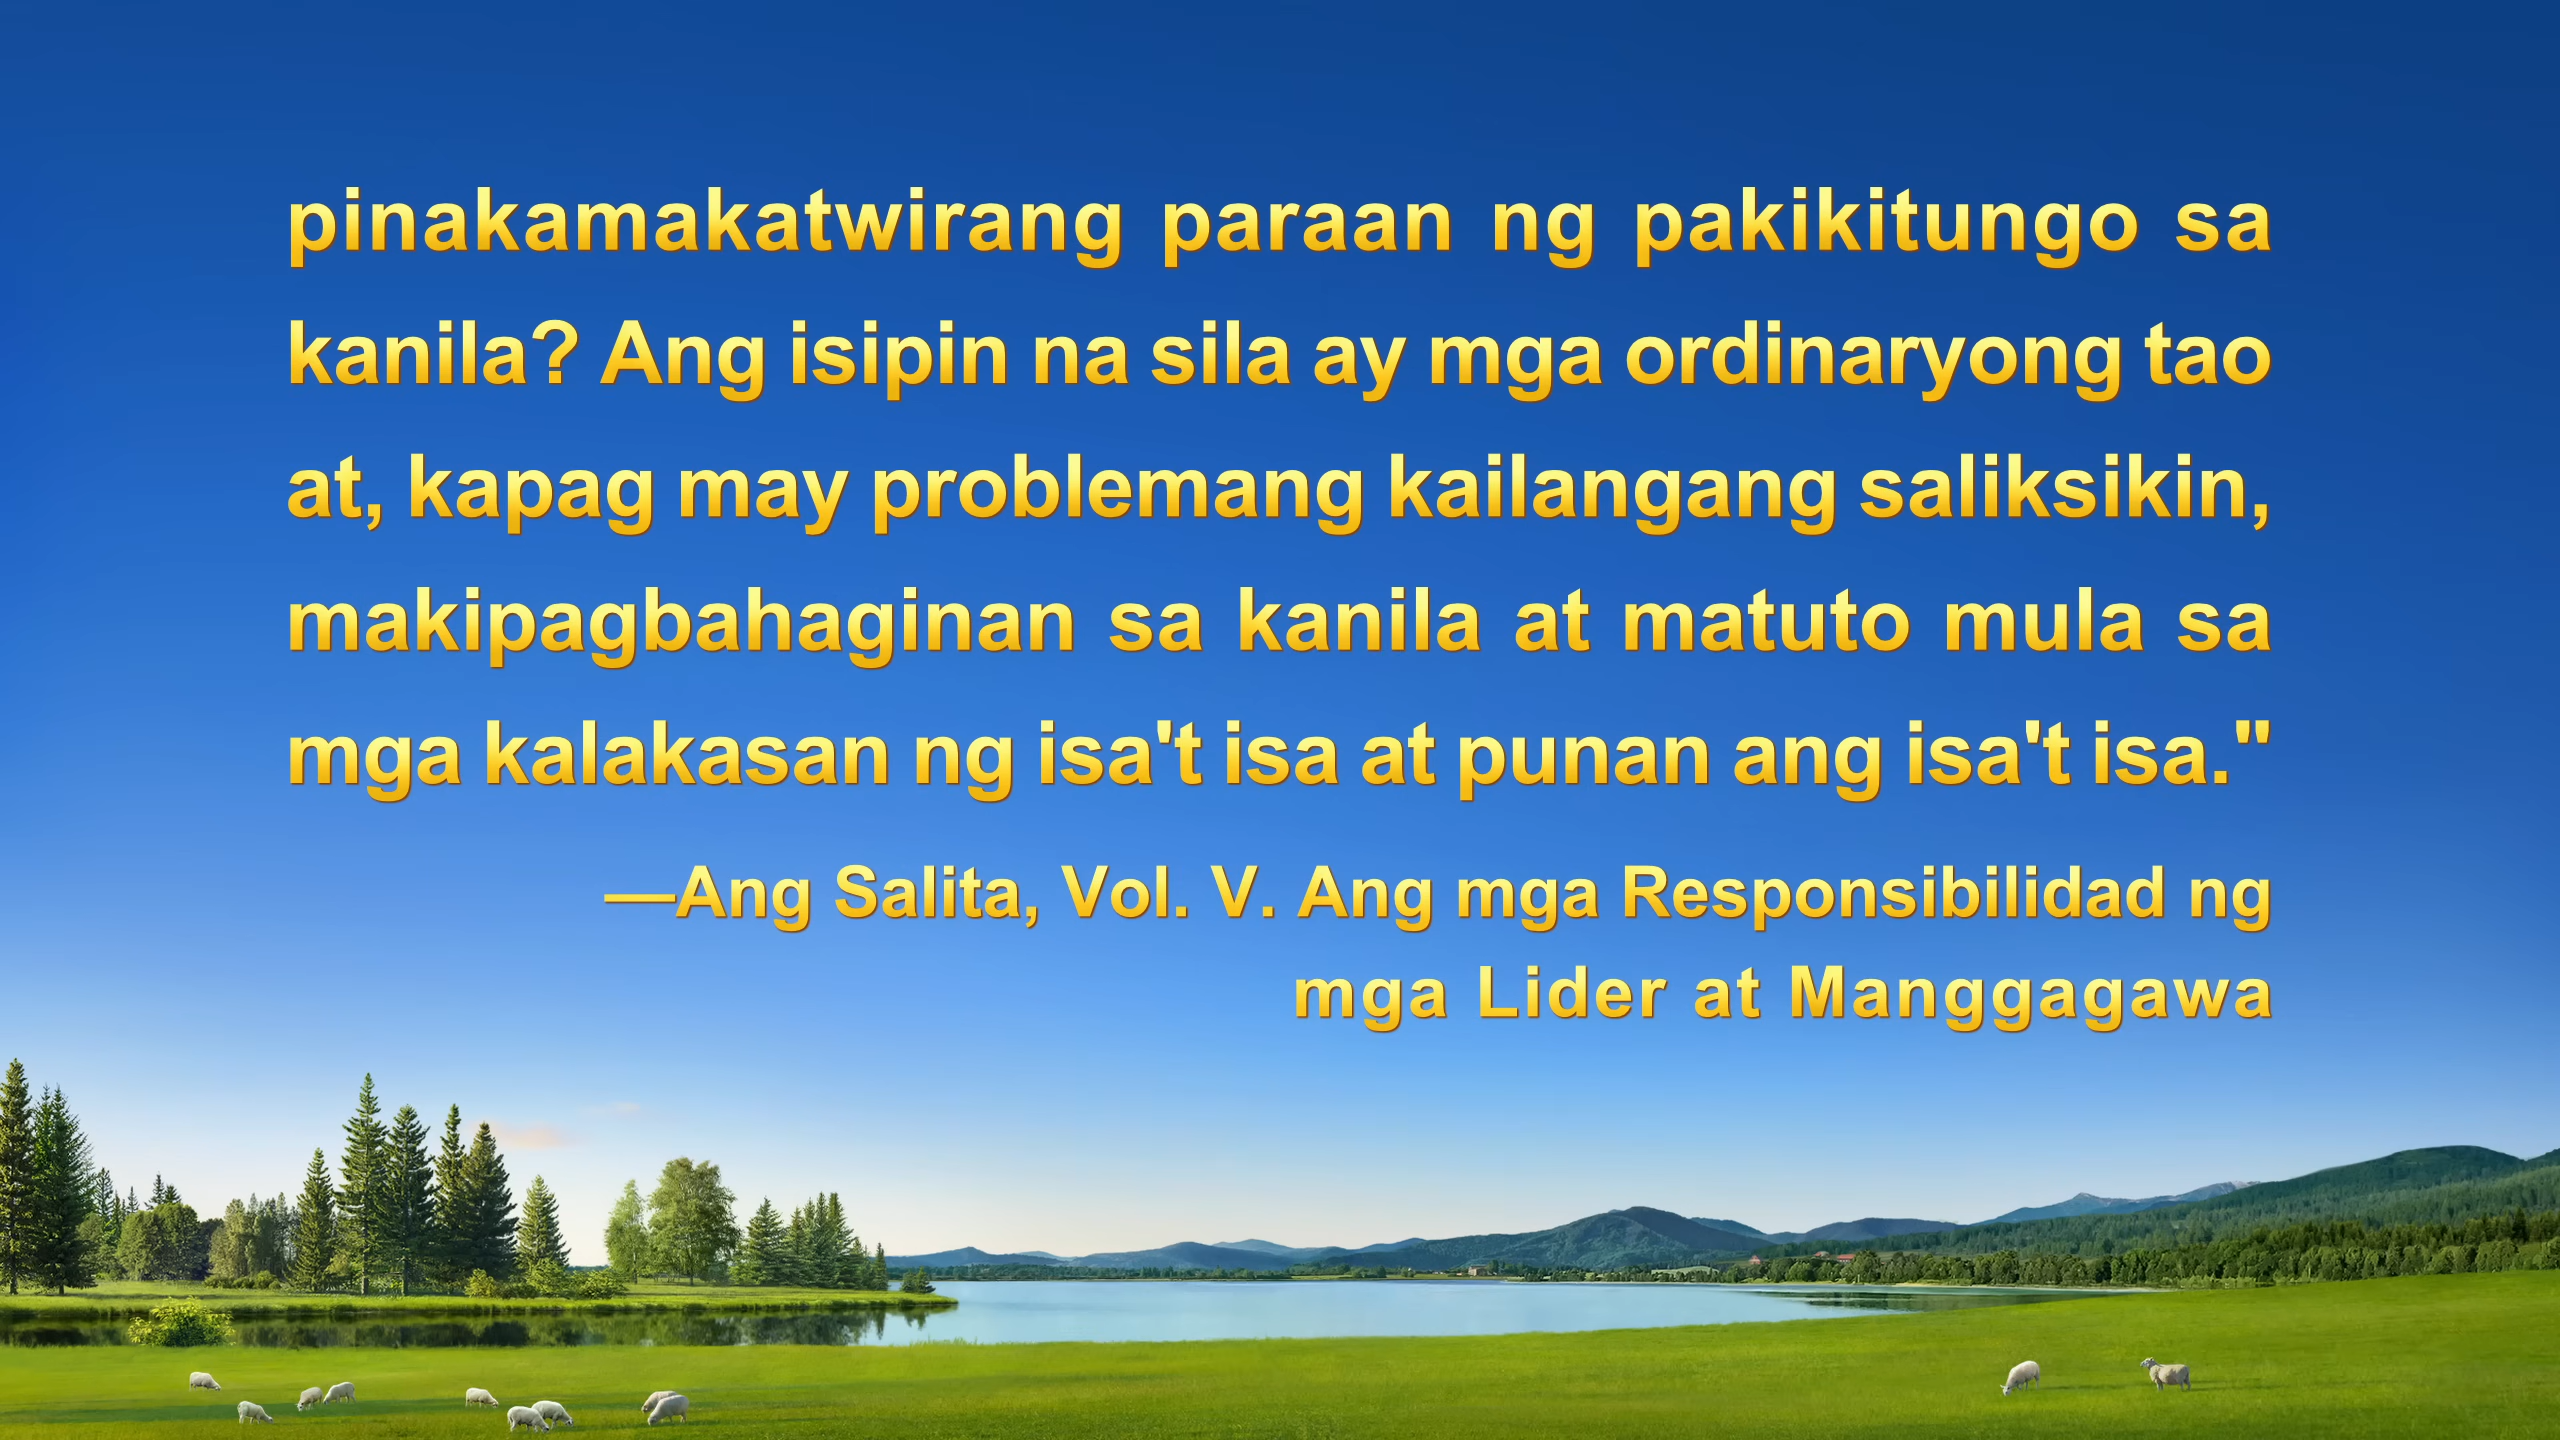 pinakamakatwirang paraan ng pakikitungo sa
kanila? Ang isipin na sila ay mga ordinaryong tao
at, kapag may problemang kailangang saliksikin,
makipagbahaginan sa kanila at matuto mula sa
mga kalakasan ng isa't isa at punan ang isa't isa."
—Ang Salita, Vol. V. Ang mga Responsibilidad ng
mga Lider at Manggagawa